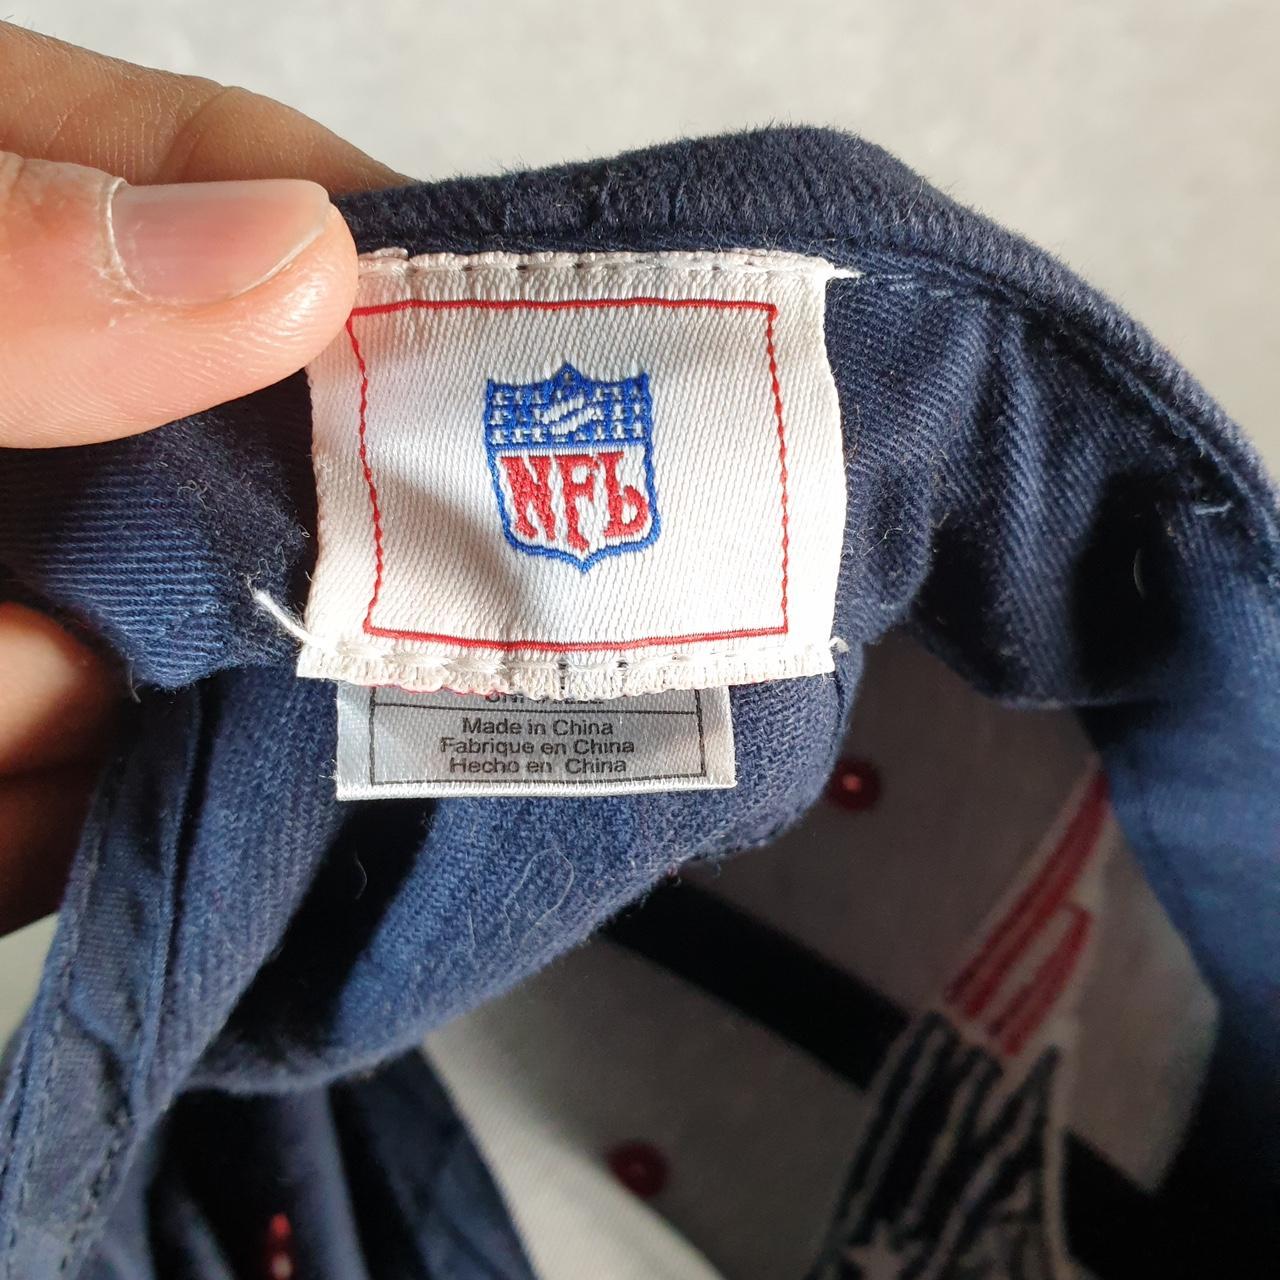 NFL
Made in China
Fabrique en China
Hecho en China